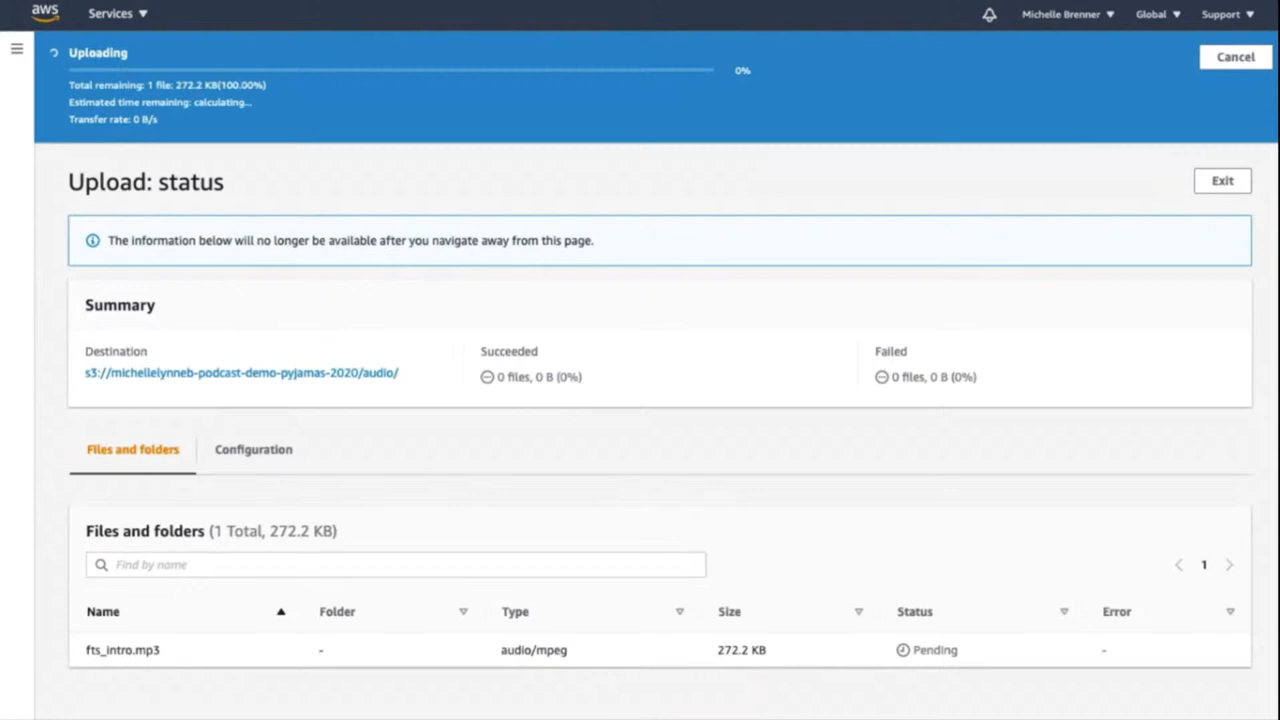 aws Services Michelle Brenner Global Support
Uploading
Cancel
0%
Total remaining: 1 file: 272.2 KB(100.00%)
Estimated time remaining: calculating...
Transfer rate: 0 B/s
Upload: status
Exit
The information below will no longer be available after you navigate away from this page.
Summary
Destination Succeeded Failed
s3://michellelynneb-podcast-demo-pyjamas-2020/audio/ 0 files, 0 B (0%) 0 files, 0 B (0%)
Files and folders Configuration
Files and folders (1 Total, 272.2 KB)
Find by name
1
Name Folder Type Size Status Error
fts_intro.mp3 - audio/mpeg 272.2 KB Pending -